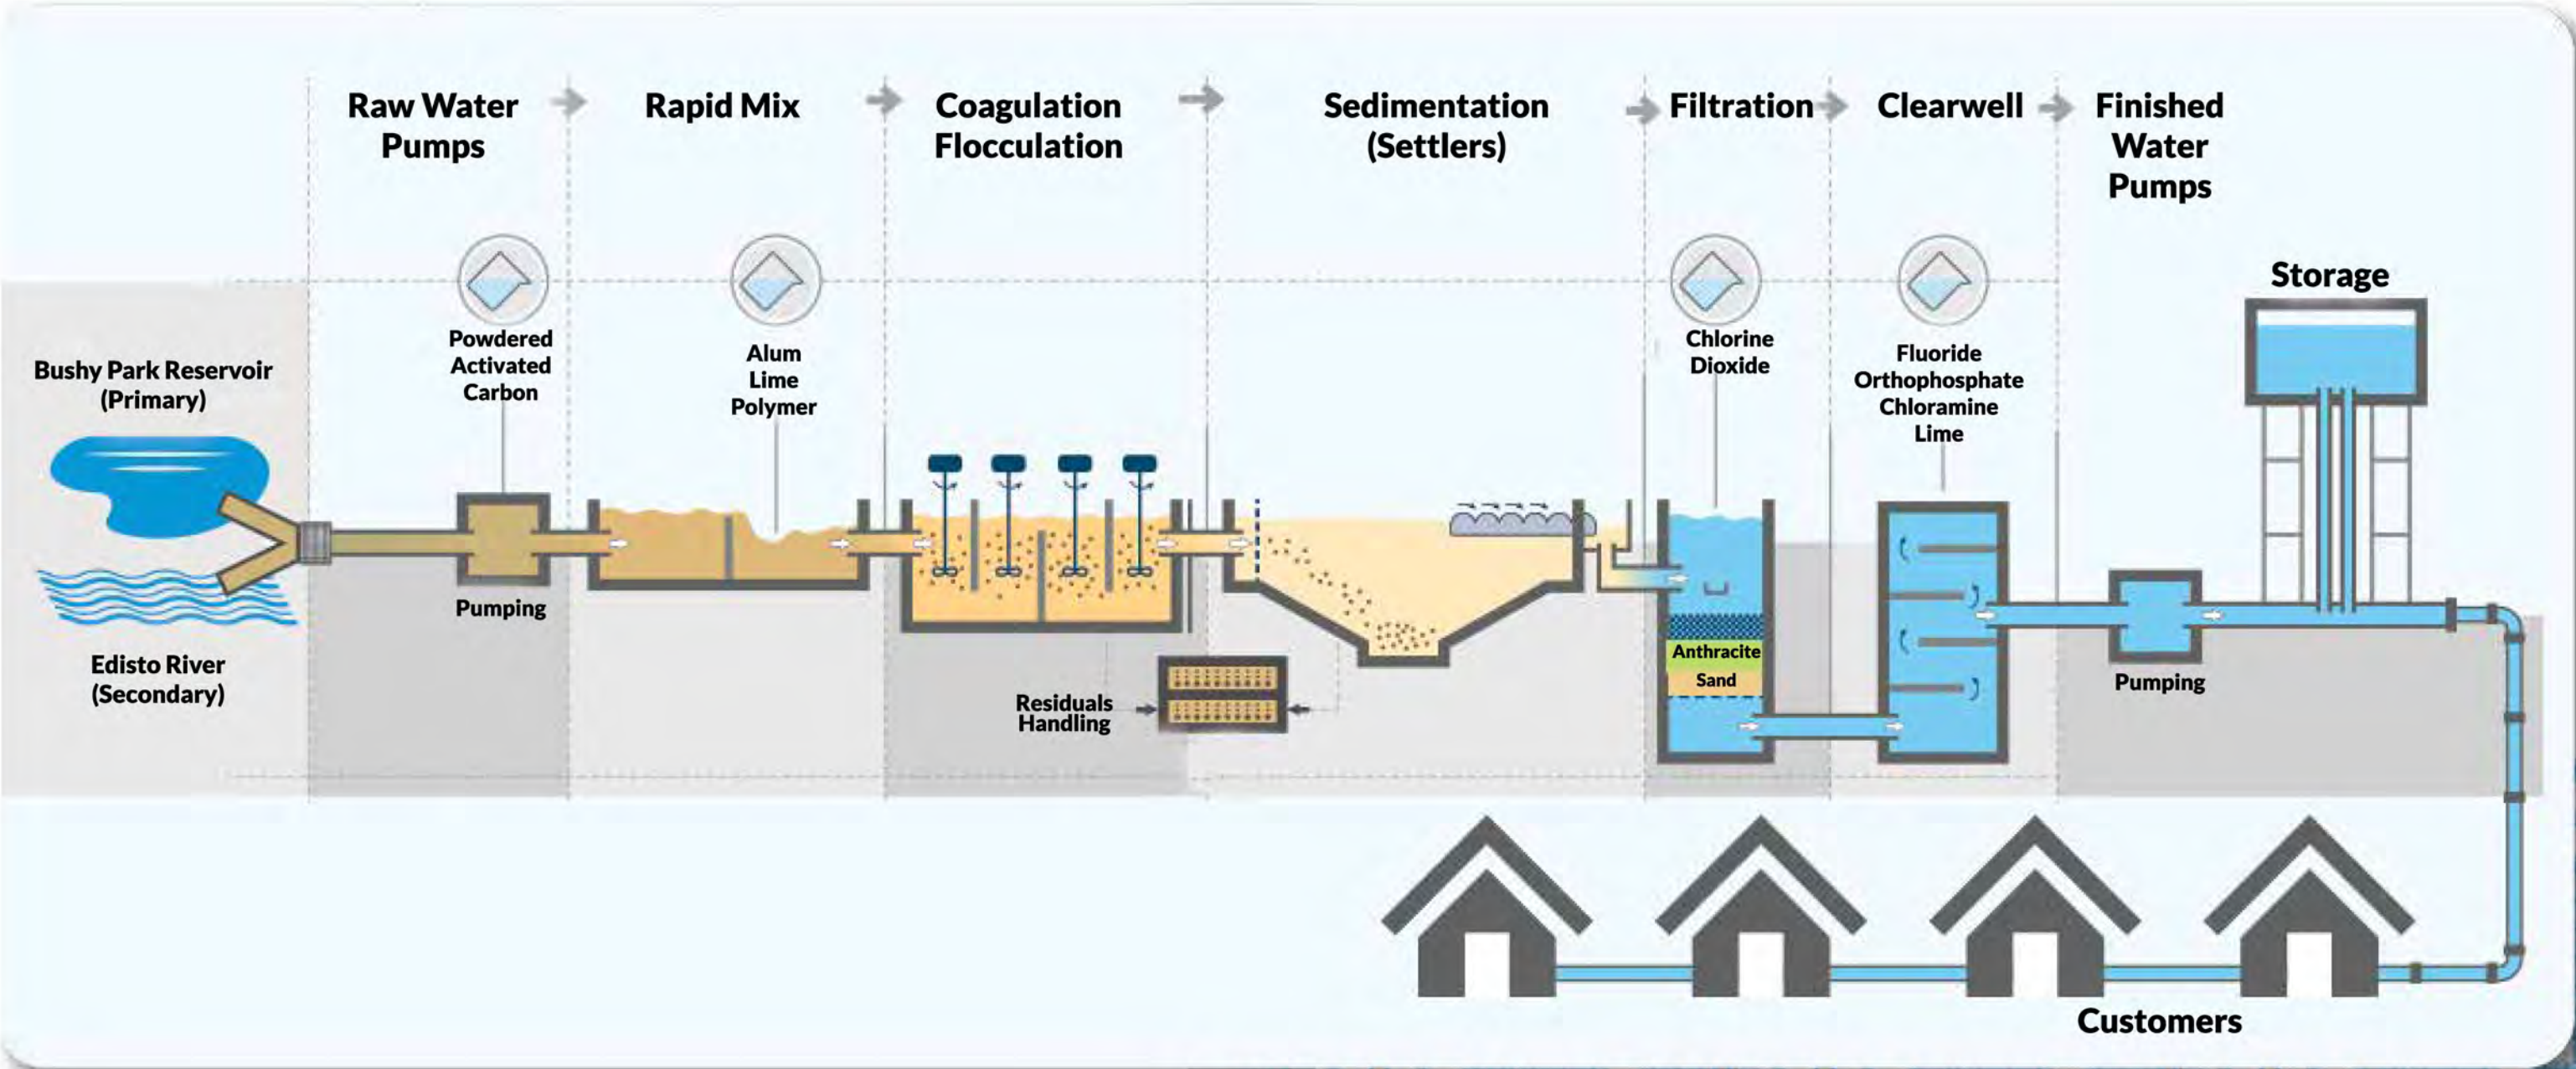 Raw Water
Pumps
Rapid Mix
Coagulation
Flocculation
Sedimentation
(Settlers)
Filtration
Clearwell
Finished
Water
Pumps
Storage
Powdered
Activated
Carbon
Alum
Lime
Polymer
Chlorine
Dioxide
Fluoride
Orthophosphate
Chloramine
Lime
Bushy Park Reservoir
(Primary)
Edisto River
(Secondary)
Pumping
Residuals
Handling
Anthracite
Sand
Pumping
Customers